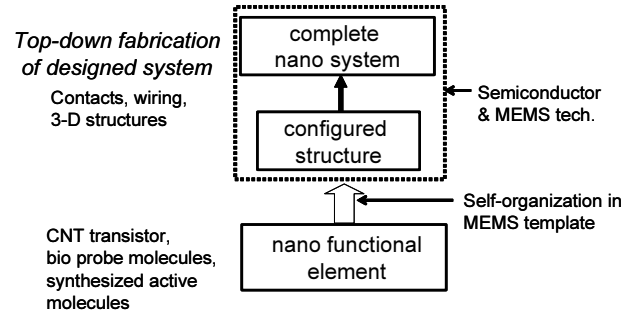 complete
nano system
Top-down fabrication
of designed system
Contacts, wiring,
3-D structures
Semiconductor
& MEMS tech.
configured
structure
Self-organization in
MEMS template
CNT transistor,
bio probe molecules,
synthesized active
molecules
nano functional
element